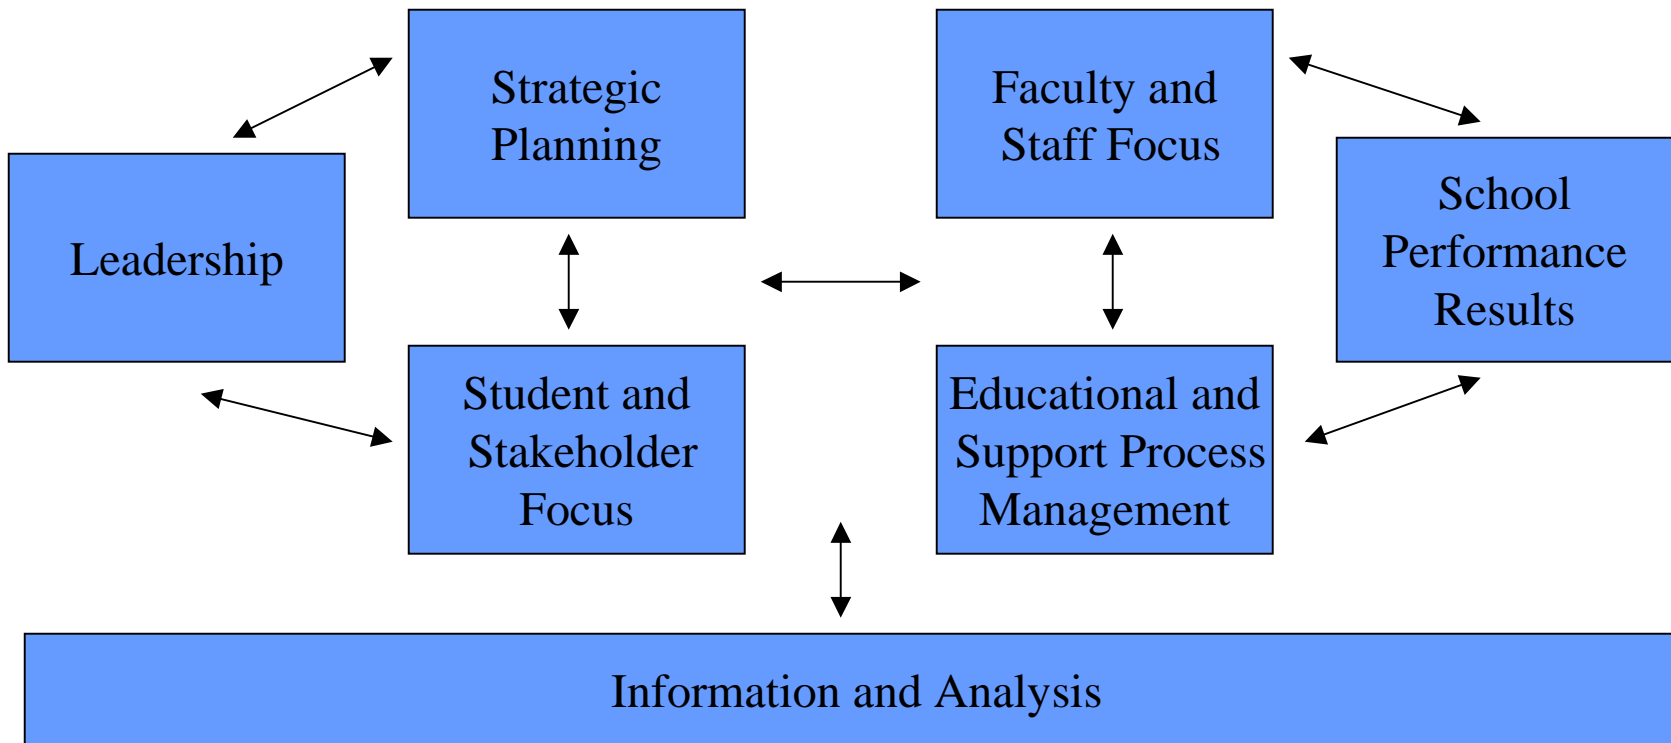 Strategic
Planning
Faculty and
Staff Focus
Leadership
School
Performance
Results
Student and
Stakeholder
Focus
Educational and
Support Process
Management
Information and Analysis